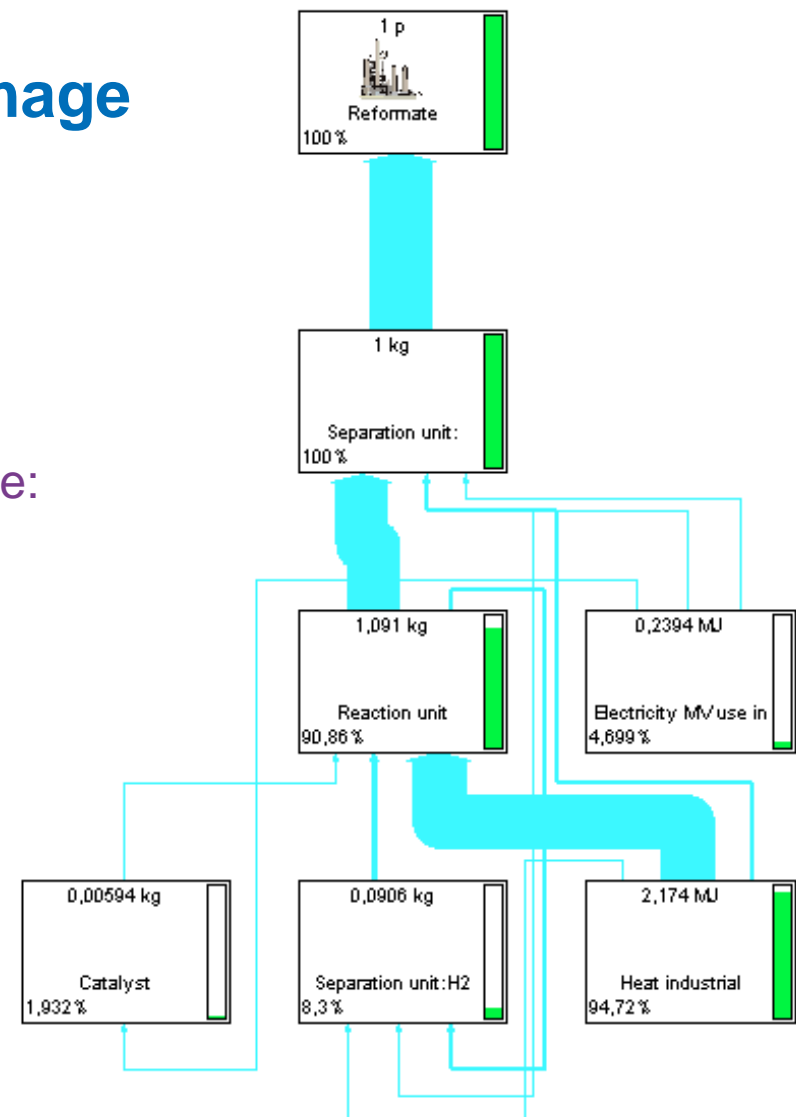 nage
e:
1 p
Reformate
100 %
1 kg
Separation unit:
100 %
1,091 kg
Reaction unit
90,86 %
0,2394 MJ
Electricity MV use in
4,699 %
0,00594 kg
Catalyst
1,932 %
0,0906 kg
Separation unit:H2
8,3 %
2,174 MJ
Heat industrial
94,72 %